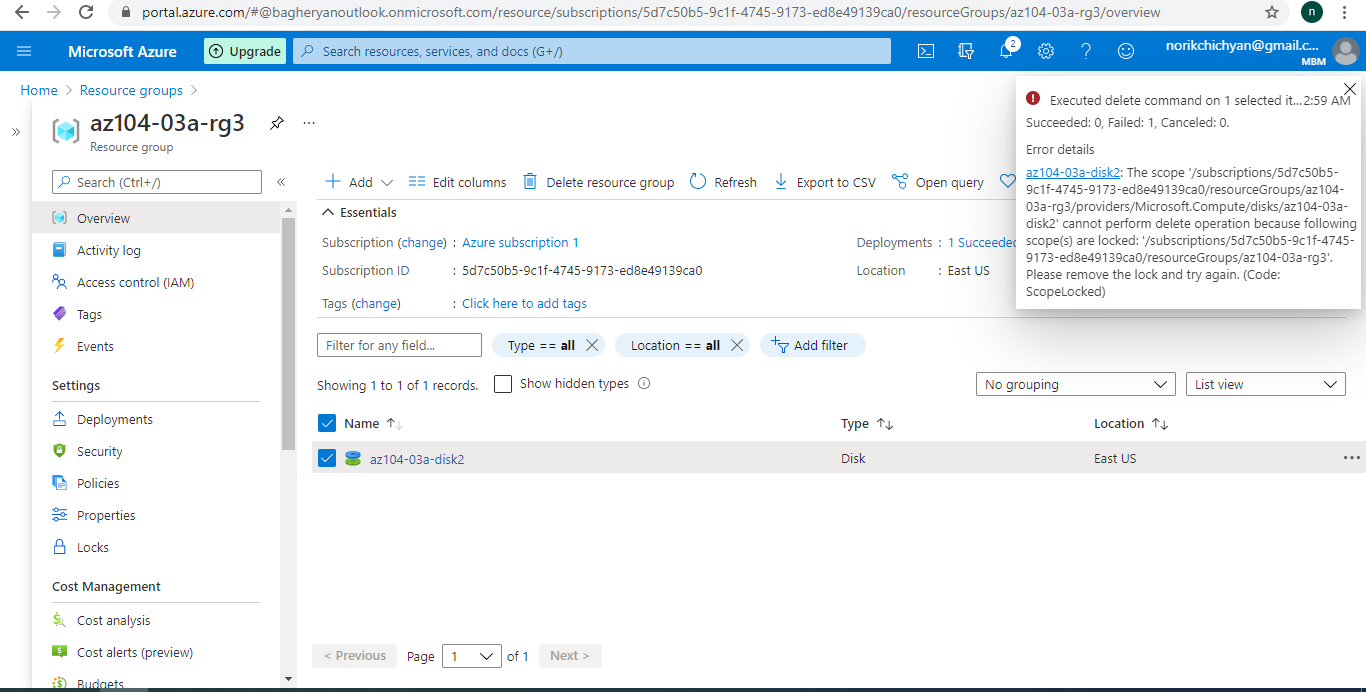 portal.azure.com/#@bagheryanoutlook.onmicrosoft.com/resource/subscriptions/5d7c50b5-9c1f-4745-9173-ed8e49139ca0/resourceGroups/az104-03a-rg3/overview
n
Microsoft Azure
Upgrade
Search resources, services, and docs (G+/)
2
norikchichyan@gmail.c...
MBM
Home > Resource groups >
az104-03a-rg3
Resource group
...
Search (Ctrl+/)
«
»
Overview
Activity log
Access control (IAM)
Tags
Events
Settings
Deployments
Security
Policies
Properties
Locks
Cost Management
Cost analysis
Cost alerts (preview)
Budgets
Add
Edit columns
Delete resource group
Refresh
Export to CSV
Open query
Essentials
Subscription (change) : Azure subscription 1
Subscription ID : 5d7c50b5-9c1f-4745-9173-ed8e49139ca0
Tags (change) : Click here to add tags
Deployments : 1 Succeeded
Location : East US
Filter for any field...
Type == all
Location == all
Add filter
Showing 1 to 1 of 1 records.
Show hidden types
No grouping
List view
Name
Type
Location
az104-03a-disk2
Disk
East US
...
< Previous
Page
1
of 1
Next >
Executed delete command on 1 selected it... 2:59 AM
Succeeded: 0, Failed: 1, Canceled: 0.
Error details
az104-03a-disk2: The scope '/subscriptions/5d7c50b5-
9c1f-4745-9173-ed8e49139ca0/resourceGroups/az104-
03a-rg3/providers/Microsoft.Compute/disks/az104-03a-
disk2' cannot perform delete operation because following
scope(s) are locked: '/subscriptions/5d7c50b5-9c1f-4745-
9173-ed8e49139ca0/resourceGroups/az104-03a-rg3'.
Please remove the lock and try again. (Code:
ScopeLocked)